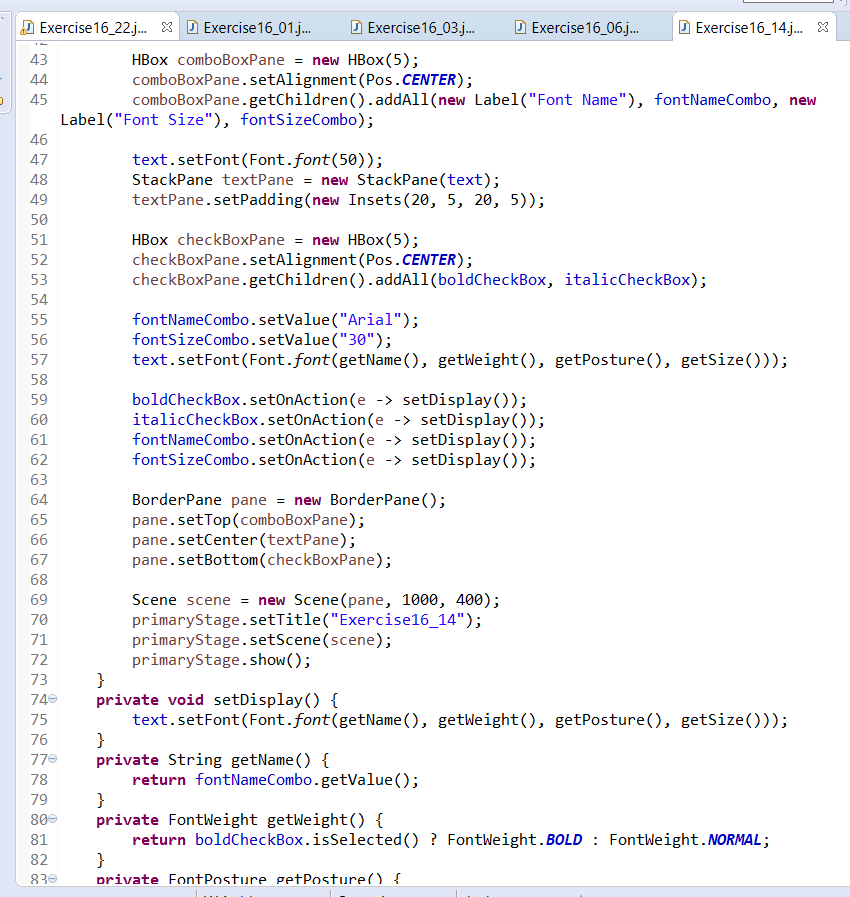 Exercise16_22.j... Exercise16_01.j... Exercise16_03.j... Exercise16_06.j... Exercise16_14.j...
43 HBox comboBoxPane = new HBox(5);
44 comboBoxPane.setAlignment(Pos.CENTER);
45 comboBoxPane.getChildren().addAll(new Label("Font Name"), fontNameCombo, new
Label("Font Size"), fontSizeCombo);
46
47 text.setFont(Font.font(50));
48 StackPane textPane = new StackPane(text);
49 textPane.setPadding(new Insets(20, 5, 20, 5));
50
51 HBox checkBoxPane = new HBox(5);
52 checkBoxPane.setAlignment(Pos.CENTER);
53 checkBoxPane.getChildren().addAll(boldCheckBox, italicCheckBox);
54
55 fontNameCombo.setValue("Arial");
56 fontSizeCombo.setValue("30");
57 text.setFont(Font.font(getName(), getWeight(), getPosture(), getSize()));
58
59 boldCheckBox.setOnAction(e -> setDisplay());
60 italicCheckBox.setOnAction(e -> setDisplay());
61 fontNameCombo.setOnAction(e -> setDisplay());
62 fontSizeCombo.setOnAction(e -> setDisplay());
63
64 BorderPane pane = new BorderPane();
65 pane.setTop(comboBoxPane);
66 pane.setCenter(textPane);
67 pane.setBottom(checkBoxPane);
68
69 Scene scene = new Scene(pane, 1000, 400);
70 primaryStage.setTitle("Exercise16_14");
71 primaryStage.setScene(scene);
72 primaryStage.show();
73 }
74 private void setDisplay() {
75 text.setFont(Font.font(getName(), getWeight(), getPosture(), getSize()));
76 }
77 private String getName() {
78 return fontNameCombo.getValue();
79 }
80 private FontWeight getWeight() {
81 return boldCheckBox.isSelected() ? FontWeight.BOLD : FontWeight.NORMAL;
82 }
83 private FontPosture getPosture() {